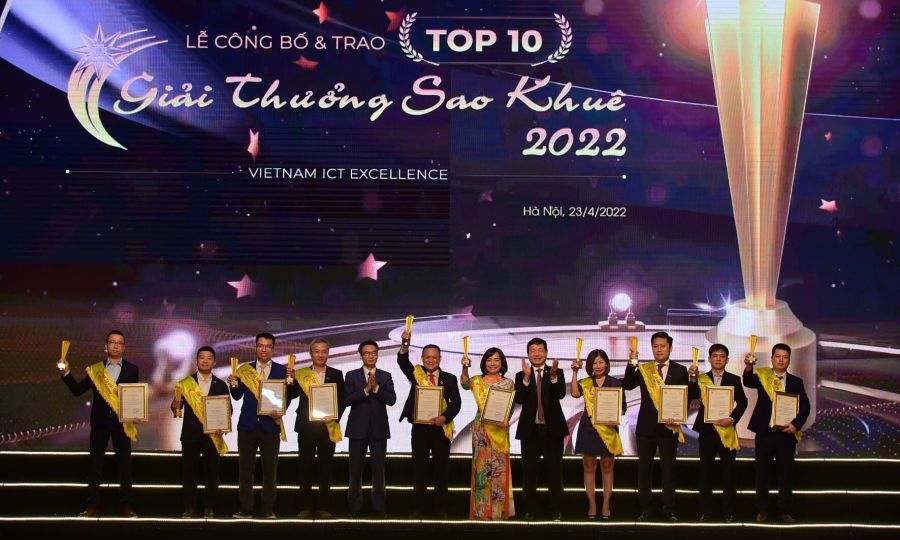 LỄ CÔNG BỐ & TRAO TOP 10
Giải Thưởng Sao Khuê
2022
VIETNAM ICT EXCELLENCE
Hà Nội, 23/4/2022